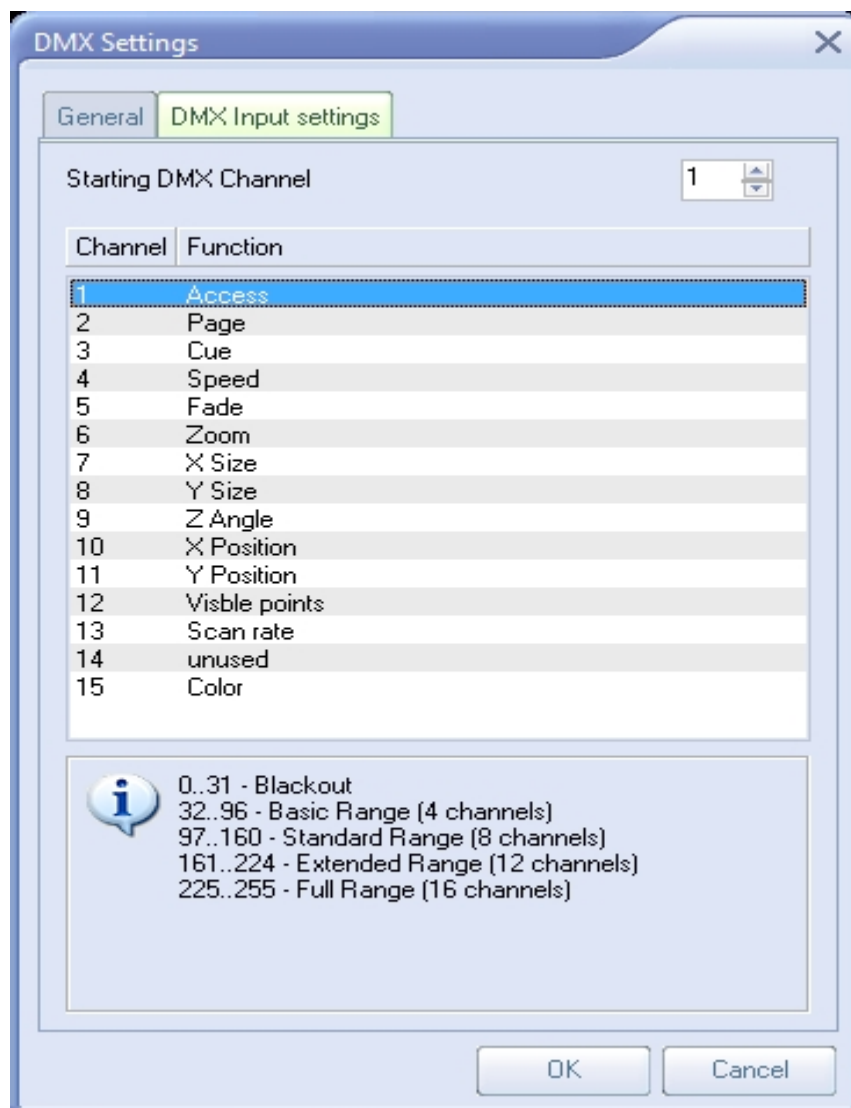 DMX Settings
General DMX Input settings
Starting DMX Channel 1
Channel Function
1 Access
2 Page
3 Cue
4 Speed
5 Fade
6 Zoom
7 X Size
8 Y Size
9 Z Angle
10 X Position
11 Y Position
12 Visble points
13 Scan rate
14 unused
15 Color
0..31 - Blackout
32..96 - Basic Range (4 channels)
97..160 - Standard Range (8 channels)
161..224 - Extended Range (12 channels)
225..255 - Full Range (16 channels)
OK Cancel